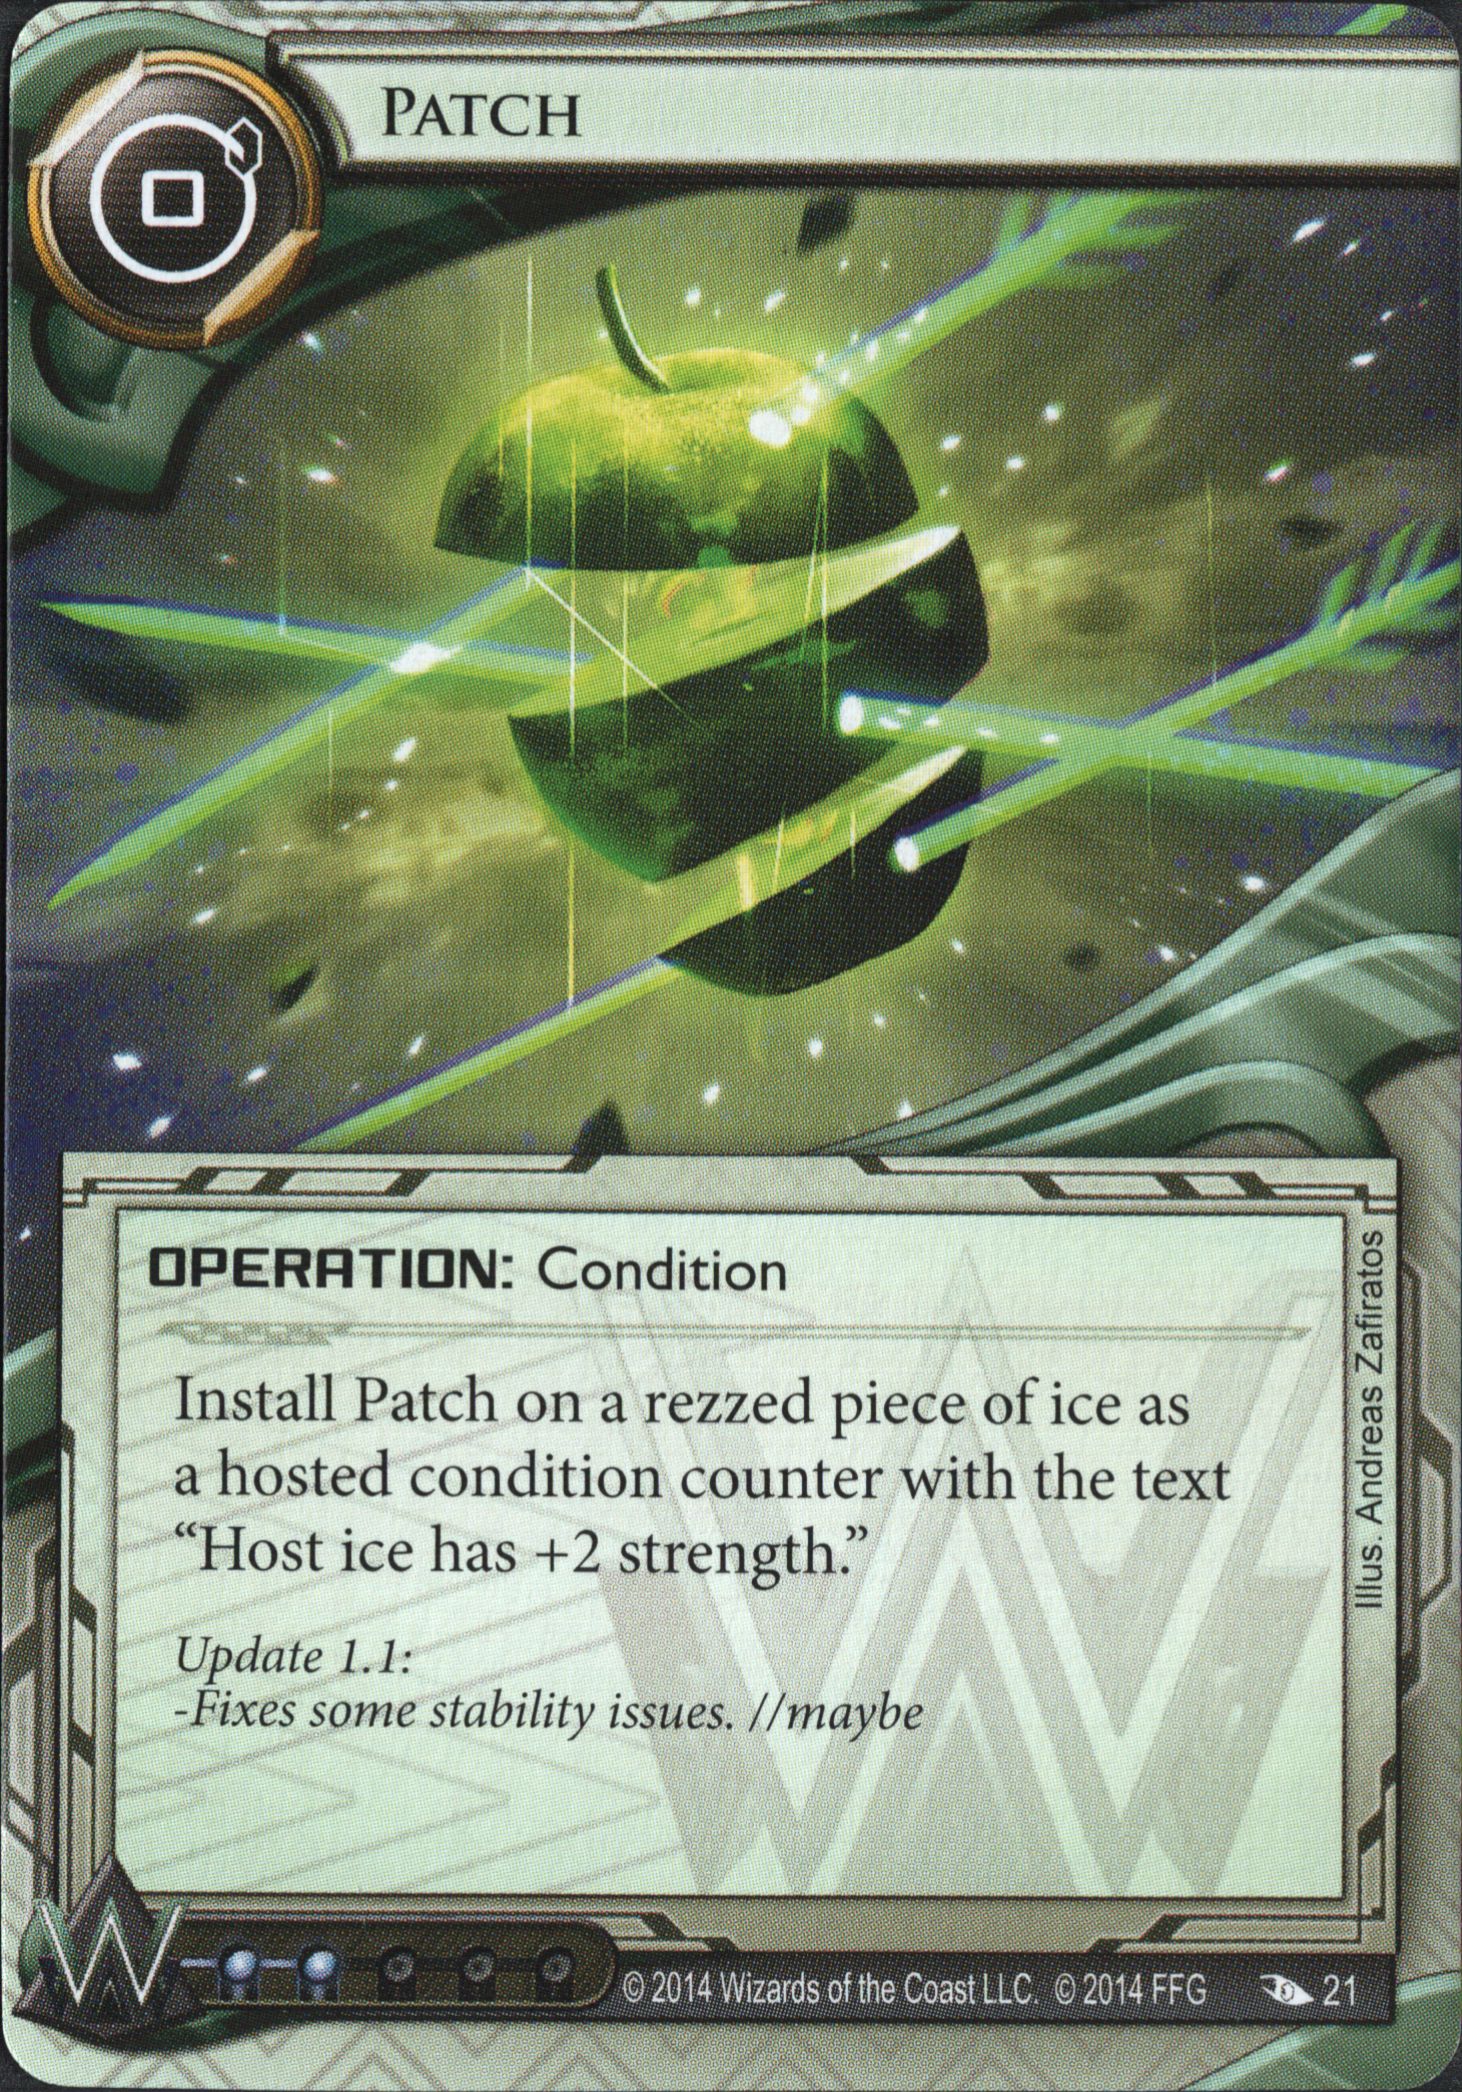 0
PATCH
OPERATION: Condition
Install Patch on a rezzed piece of ice as
a hosted condition counter with the text
“Host ice has +2 strength.”
Update 1.1:
-Fixes some stability issues. //maybe
Illus. Andreas Zafiratos
W
© 2014 Wizards of the Coast LLC. © 2014 FFG 21